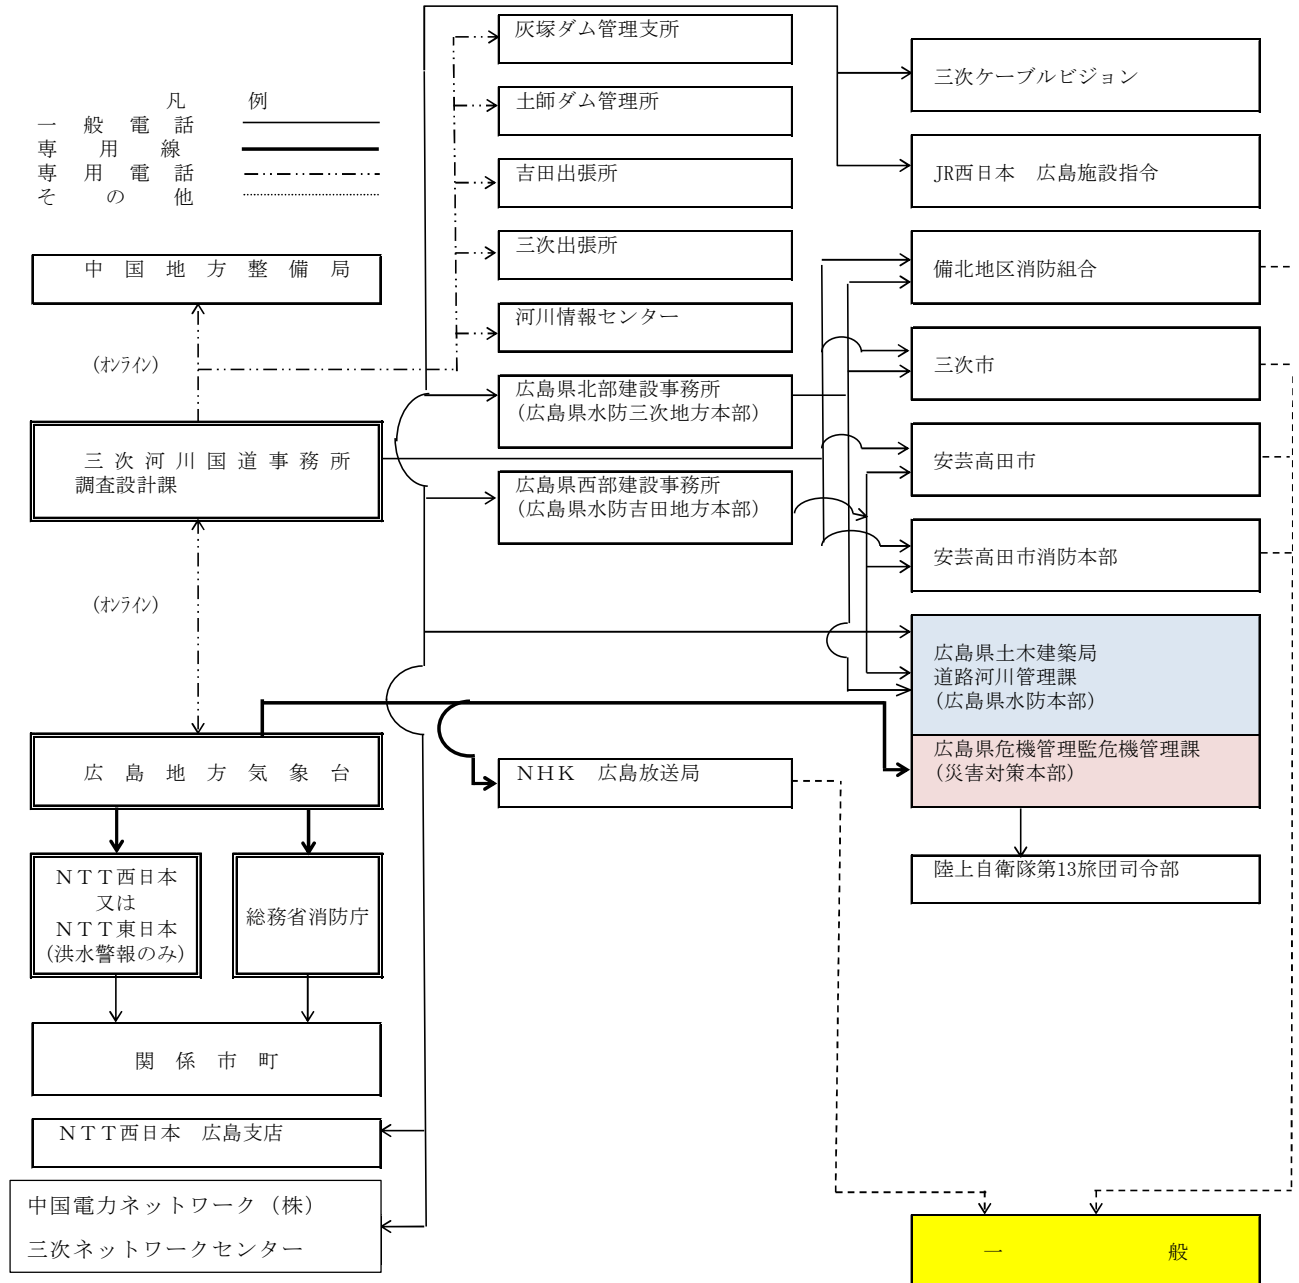 凡　　例
一般電話
専用線
専用電話
その他
中国地方整備局
(オンライン)
三次河川国道事務所
調査設計課
(オンライン)
広島地方気象台
ＮＴＴ西日本
又は
ＮＴＴ東日本
(洪水警報のみ)
総務省消防庁
関係市町
ＮＴＴ西日本　広島支店
中国電力ネットワーク（株）
三次ネットワークセンター
灰塚ダム管理支所
土師ダム管理所
吉田出張所
三次出張所
河川情報センター
広島県北部建設事務所
(広島県水防三次地方本部)
広島県西部建設事務所
(広島県水防吉田地方本部)
ＮＨＫ　広島放送局
三次ケーブルビジョン
JR西日本　広島施設指令
備北地区消防組合
三次市
安芸高田市
安芸高田市消防本部
広島県土木建築局
道路河川管理課
(広島県水防本部)
広島県危機管理監危機管理課
(災害対策本部)
陸上自衛隊第13旅団司令部
一般